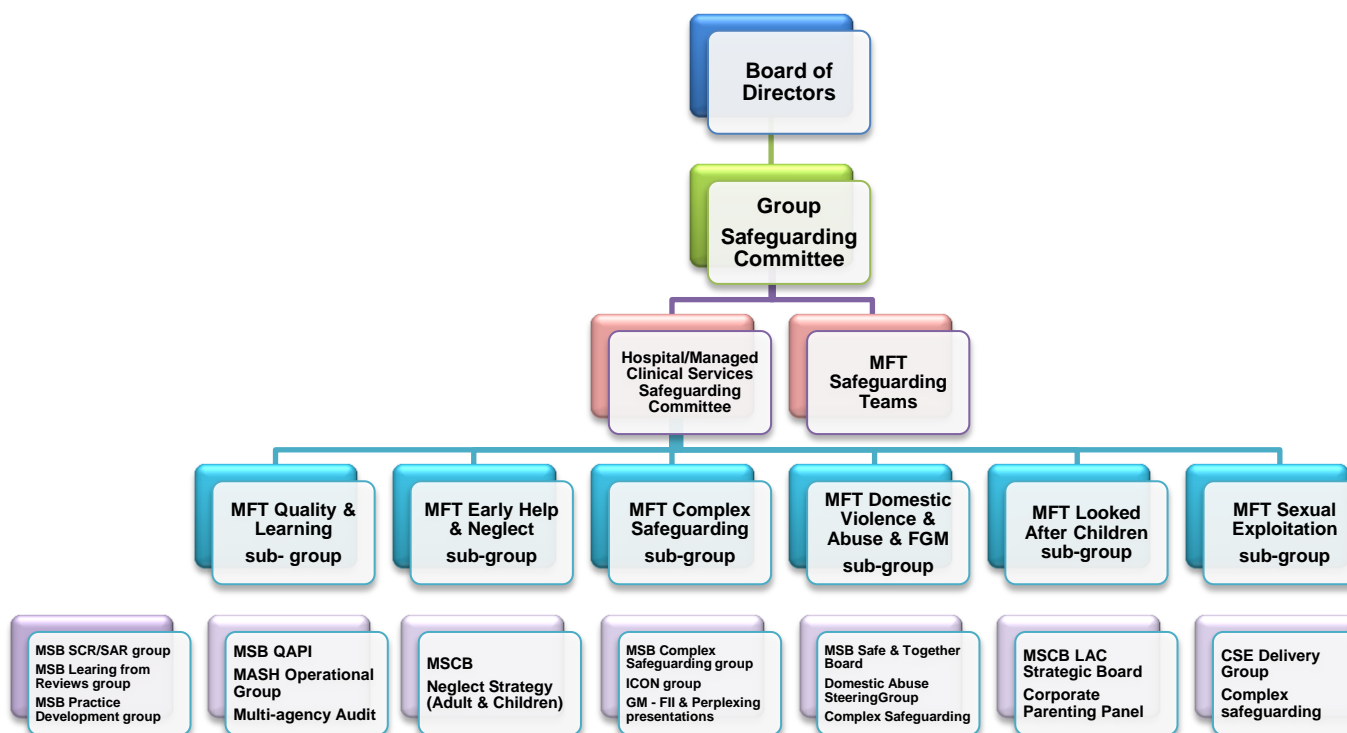 Board of
Directors
Group
Safeguarding
Committee
Hospital/Managed
Clinical Services
Safeguarding
Committee
MFT
Safeguarding
Teams
MFT Quality &
Learning
sub- group
MFT Early Help
& Neglect
sub-group
MFT Complex
Safeguarding
sub-group
MFT Domestic
Violence &
Abuse & FGM
sub-group
MFT Looked
After Children
sub-group
MFT Sexual
Exploitation
sub-group
MSB SCR/SAR group
MSB Learing from
Reviews group
MSB Practice
Development group
MSB QAPI
MASH Operational
Group
Multi-agency Audit
MSCB
Neglect Strategy
(Adult & Children)
MSB Complex
Safeguarding group
ICON group
GM - FII & Perplexing
presentations
MSB Safe & Together
Board
Domestic Abuse
SteeringGroup
Complex Safeguarding
MSCB LAC
Strategic Board
Corporate
Parenting Panel
CSE Delivery
Group
Complex
safeguarding